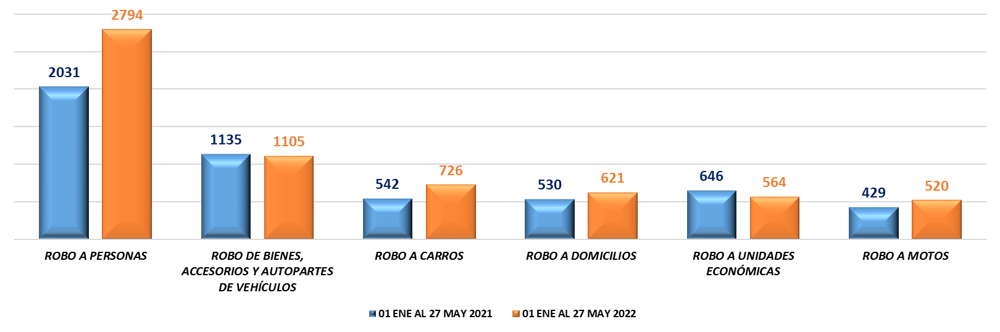 2794
2031
1135
1105
542
726
530
621
646
564
429
520
ROBO A PERSONAS
ROBO DE BIENES,
ACCESORIOS Y AUTOPARTES
DE VEHÍCULOS
ROBO A CARROS
ROBO A DOMICILIOS
ROBO A UNIDADES
ECONÓMICAS
ROBO A MOTOS
01 ENE AL 27 MAY 2021
01 ENE AL 27 MAY 2022